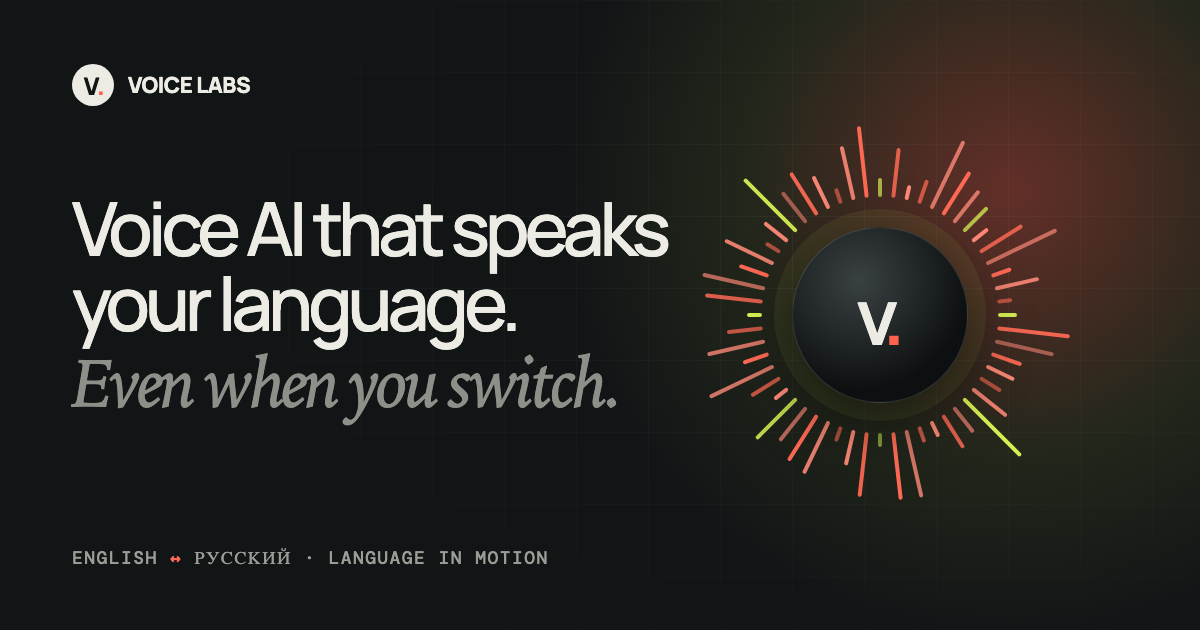 V. VOICE LABS
Voice AI that speaks
your language.
Even when you switch.
V.
ENGLISH ↔ РУССКИЙ · LANGUAGE IN MOTION